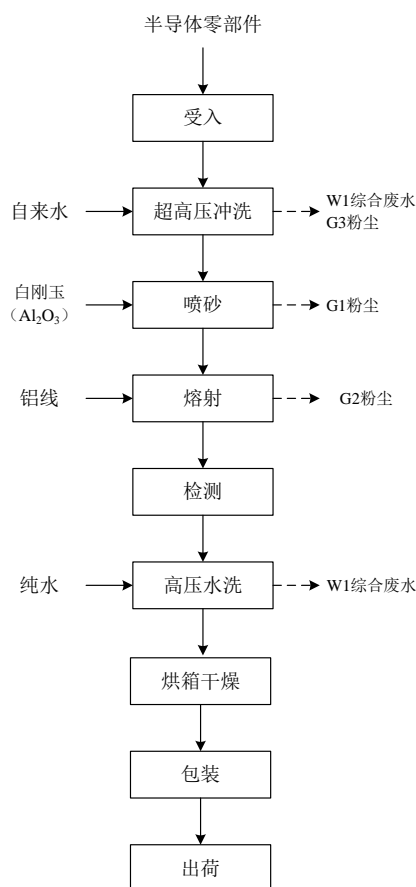 半导体零部件
受入
自来水
超高压冲洗
W1综合废水
G3粉尘
白刚玉
（Al₂O₃）
喷砂
G1粉尘
铝线
熔射
G2粉尘
检测
纯水
高压水洗
W1综合废水
烘箱干燥
包装
出荷